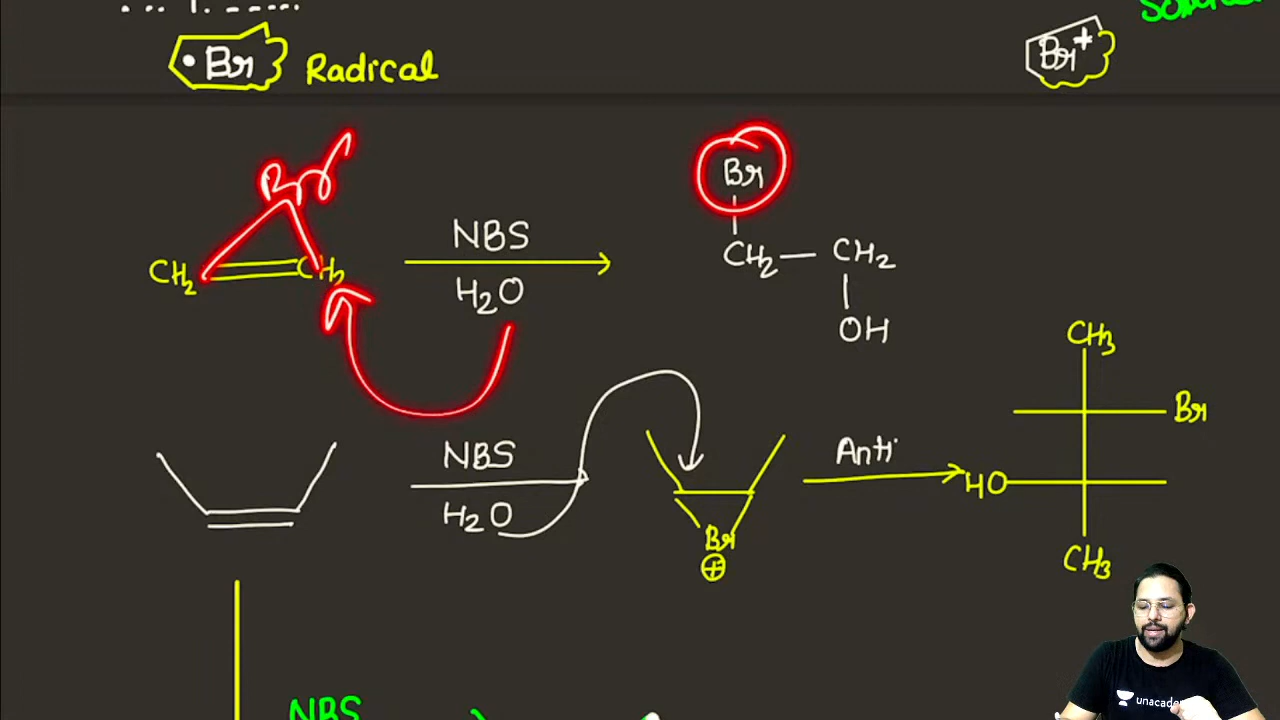 •Br Radical
Br+
Br
Br
CH2 = CH2
NBS
H2O
CH2 — CH2
OH
CH3
Br
HO
CH3
NBS
H2O
Br
+
Anti
NBS
unacade